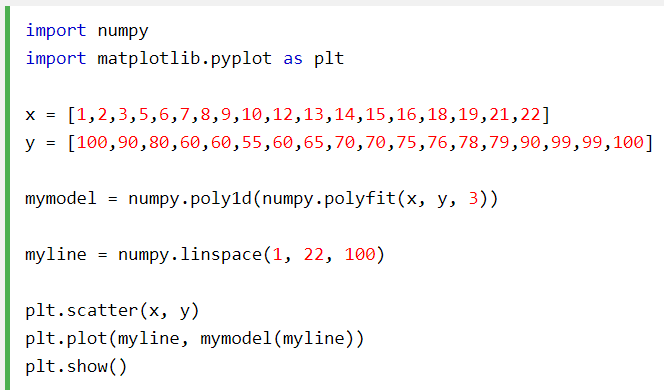 import numpy
import matplotlib.pyplot as plt
x = [1,2,3,5,6,7,8,9,10,12,13,14,15,16,18,19,21,22]
y = [100,90,80,60,60,55,60,65,70,70,75,76,78,79,90,99,99,100]
mymodel = numpy.poly1d(numpy.polyfit(x, y, 3))
myline = numpy.linspace(1, 22, 100)
plt.scatter(x, y)
plt.plot(myline, mymodel(myline))
plt.show()